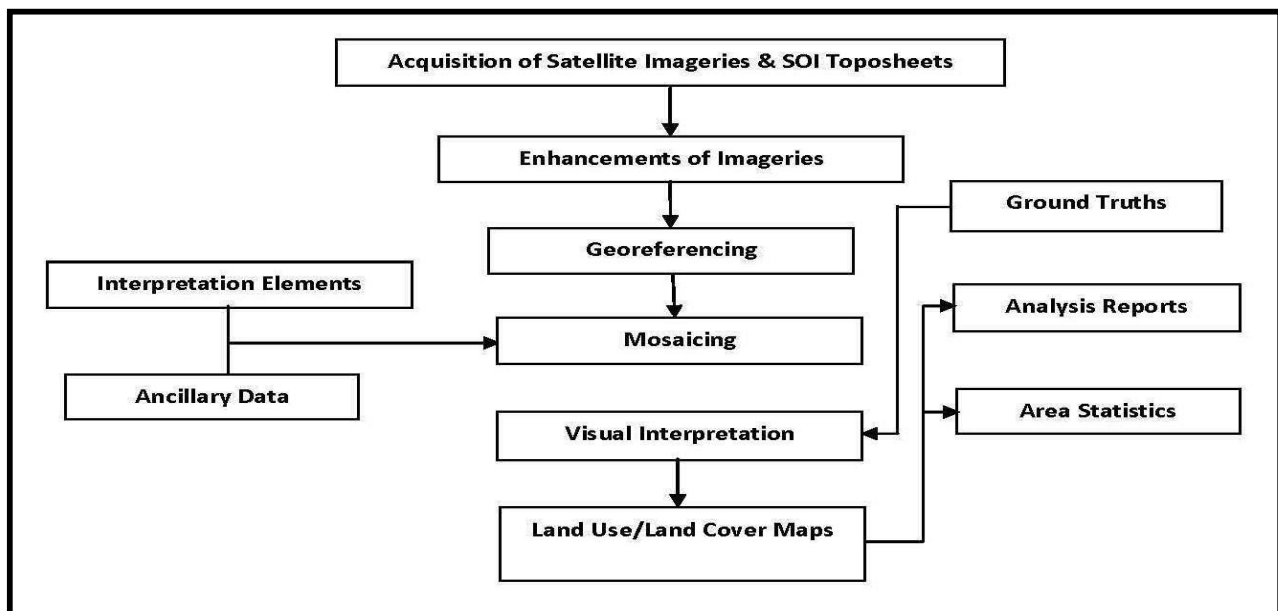 Acquisition of Satellite Imageries & SOI Toposheets
Enhancements of Imageries
Ground Truths
Georeferencing
Interpretation Elements
Analysis Reports
Mosaicing
Ancillary Data
Area Statistics
Visual Interpretation
Land Use/Land Cover Maps